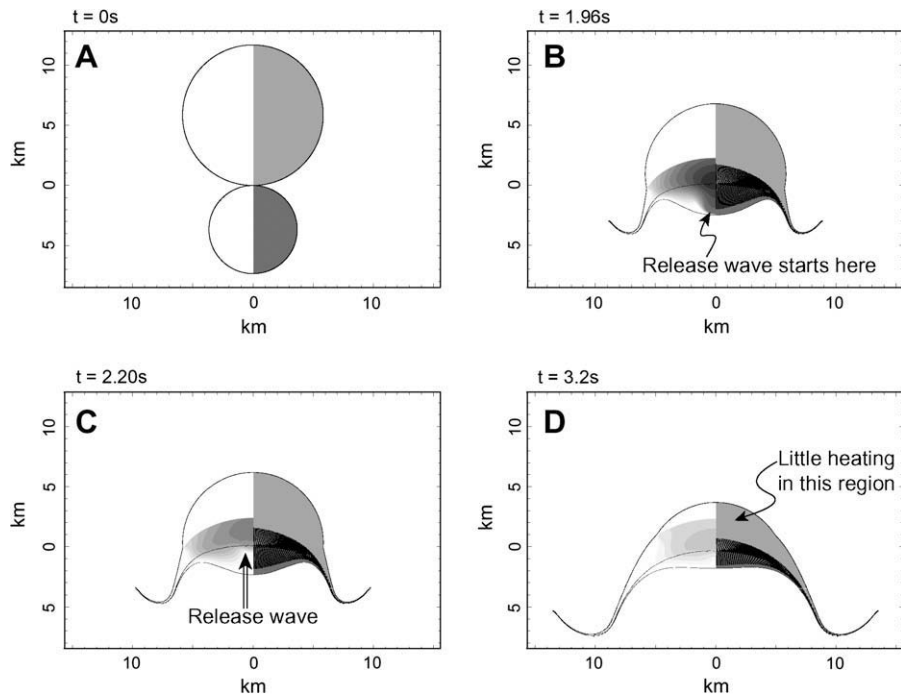 t = 0s
A
10
5
0
5
km
10
0
10
km
t = 1.96s
B
10
5
0
5
km
Release wave starts here
10
0
10
km
t = 2.20s
C
10
5
0
5
km
Release wave
10
0
10
km
t = 3.2s
D
10
5
0
5
km
Little heating
in this region
10
0
10
km